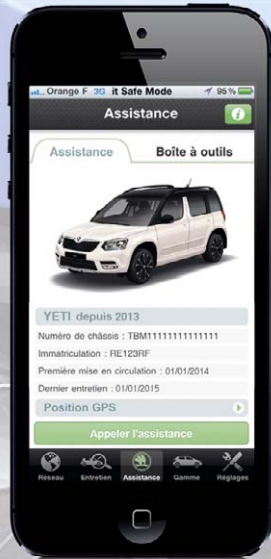 Orange F 3G it Safe Mode 95 %
Assistance
Assistance Boîte à outils
YETI depuis 2013
Numéro de châssis : TBM11111111111111
Immatriculation : RE123RF
Première mise en circulation : 01/01/2014
Dernier entretien : 01/01/2015
Position GPS
Appeler l'assistance
Réseau Entretien Assistance Gamme Réglages